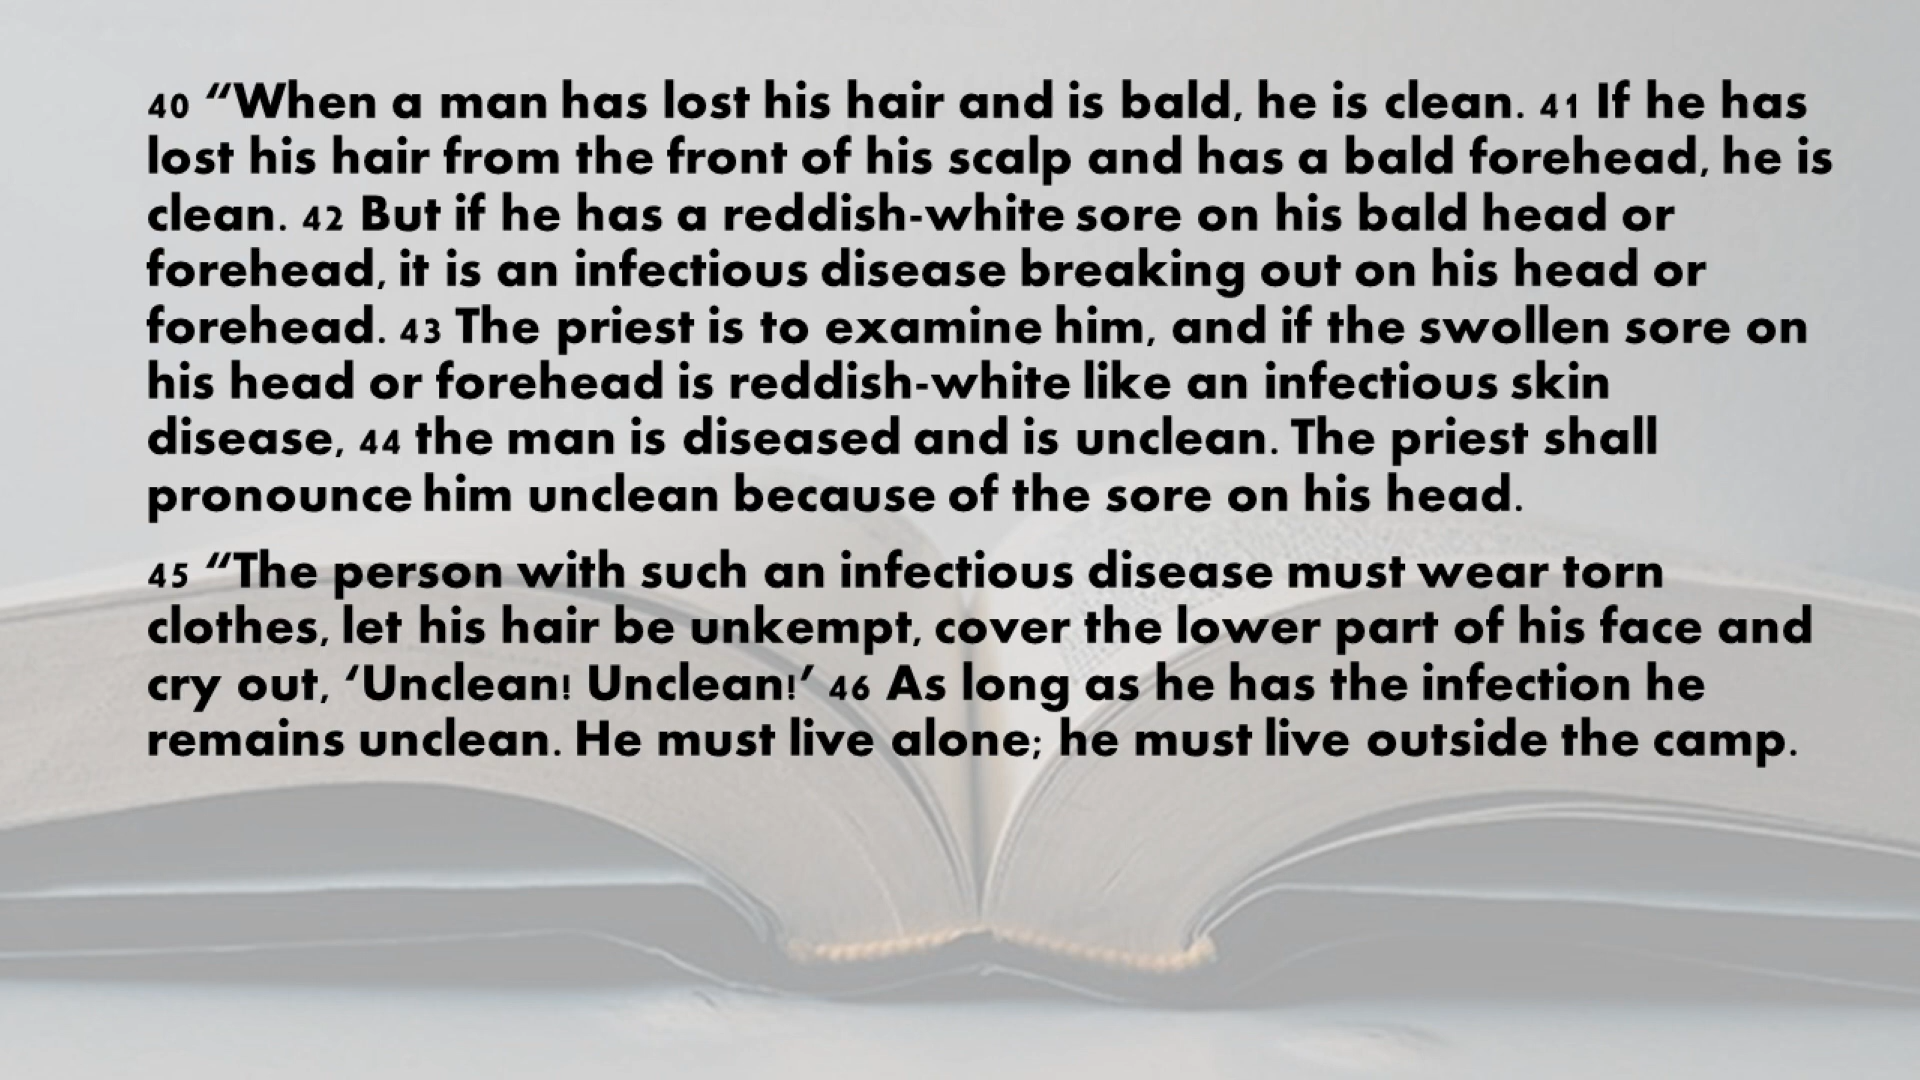 40 “When a man has lost his hair and is bald, he is clean. 41 If he has
lost his hair from the front of his scalp and has a bald forehead, he is
clean. 42 But if he has a reddish-white sore on his bald head or
forehead, it is an infectious disease breaking out on his head or
forehead. 43 The priest is to examine him, and if the swollen sore on
his head or forehead is reddish-white like an infectious skin
disease, 44 the man is diseased and is unclean. The priest shall
pronounce him unclean because of the sore on his head.
45 “The person with such an infectious disease must wear torn
clothes, let his hair be unkempt, cover the lower part of his face and
cry out, ‘Unclean! Unclean!’ 46 As long as he has the infection he
remains unclean. He must live alone; he must live outside the camp.